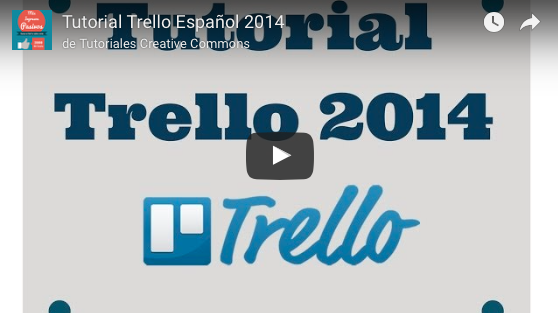 Tutorial Trello Español 2014
de Tutoriales Creative Commons
Tutorial
Trello 2014
Trello